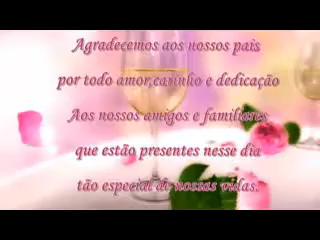 Agradecemos aos nossos pais
por todo amor,carinho e dedicação
Aos nossos amigos e familiares
que estão presentes nesse dia
tão especial de nossas vidas.